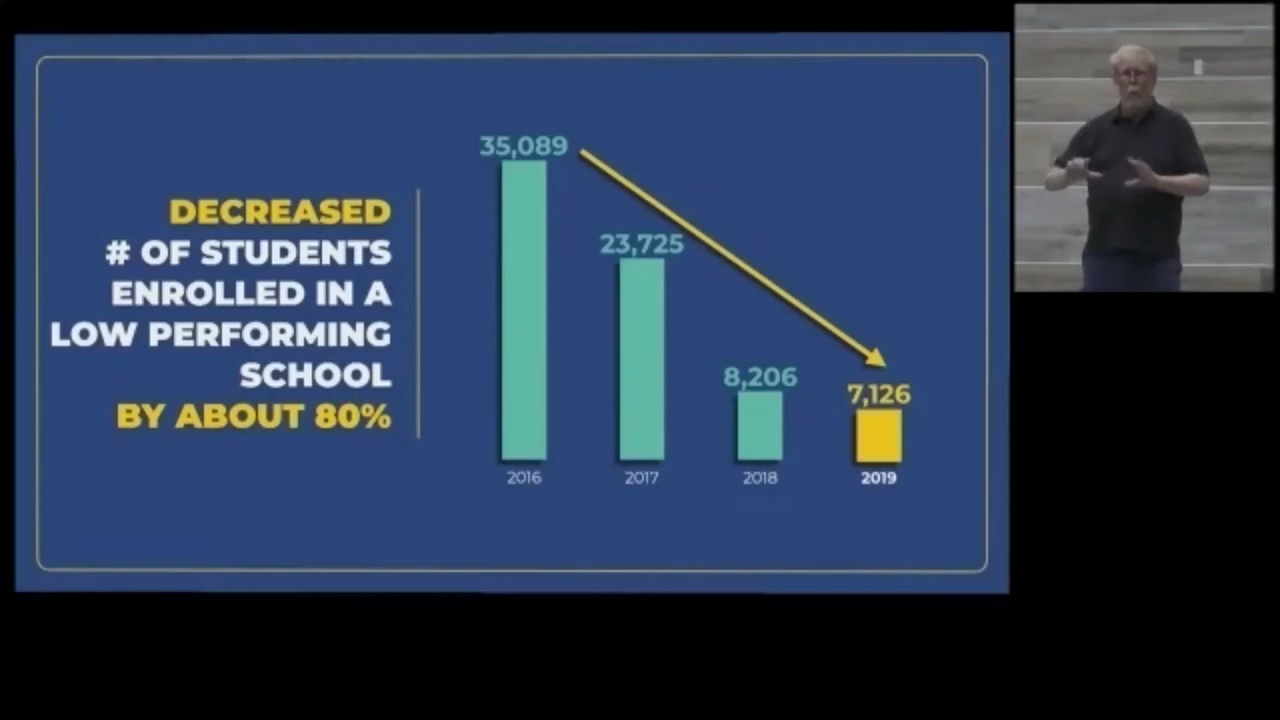 DECREASED
# OF STUDENTS
ENROLLED IN A
LOW PERFORMING
SCHOOL
BY ABOUT 80%
35,089
23,725
8,206
7,126
2016
2017
2018
2019